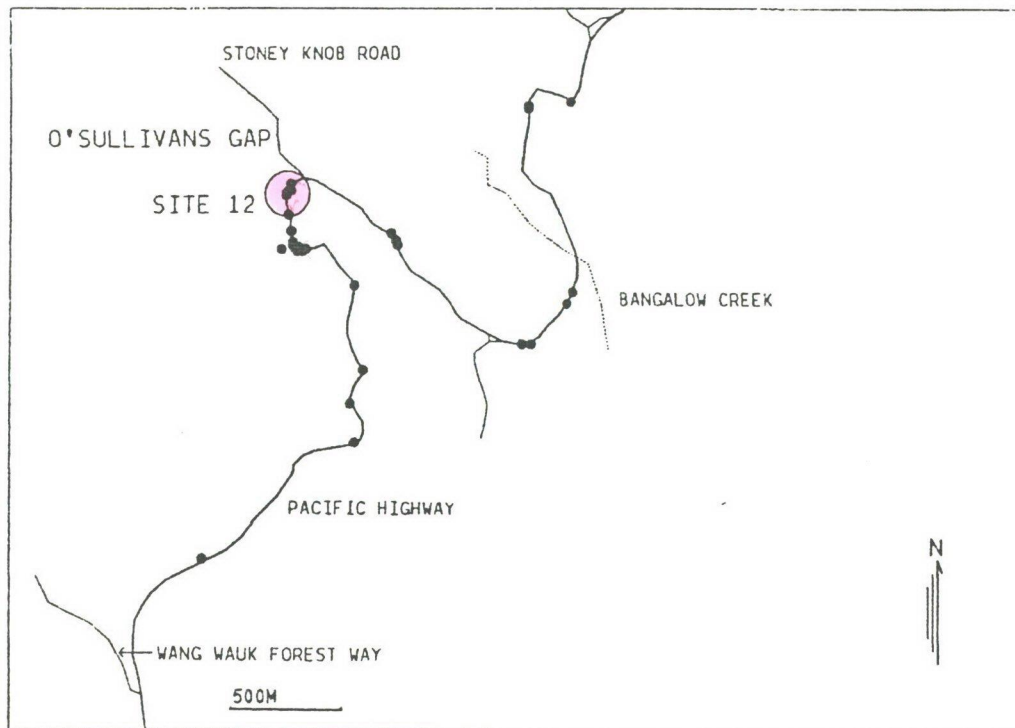 STONEY KNOB ROAD
O'SULLIVANS GAP
SITE 12
BANGALOW CREEK
PACIFIC HIGHWAY
N
WANG WAUK FOREST WAY
500M